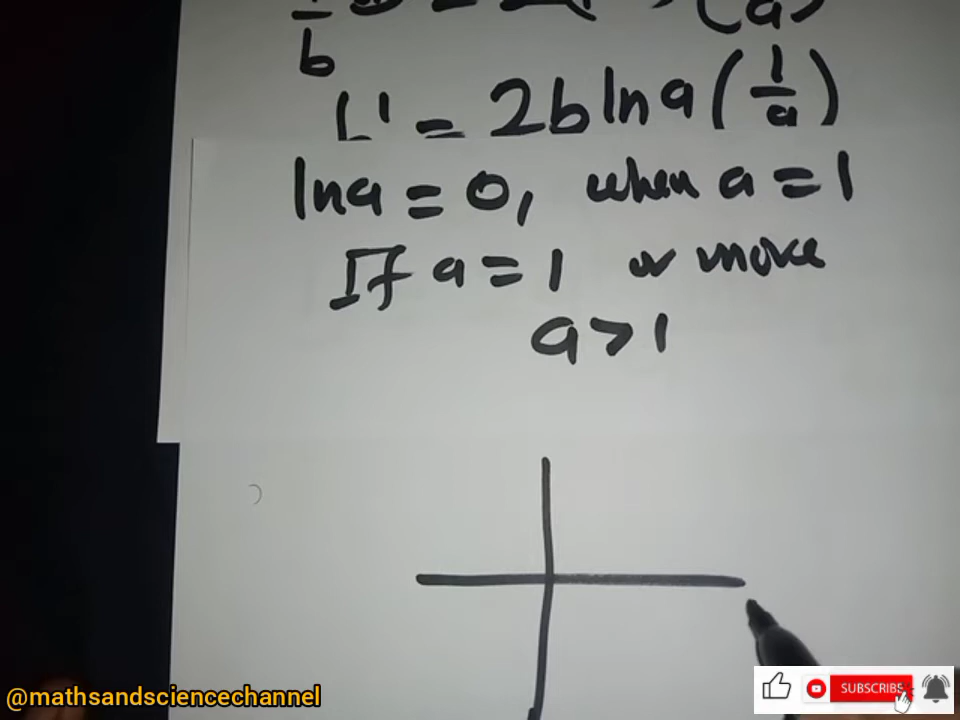 b
b' = 2b ln a (1/a)
ln a = 0, when a = 1
If a = 1 or more
a > 1
@mathsandsciencechannel
SUBSCRIBE